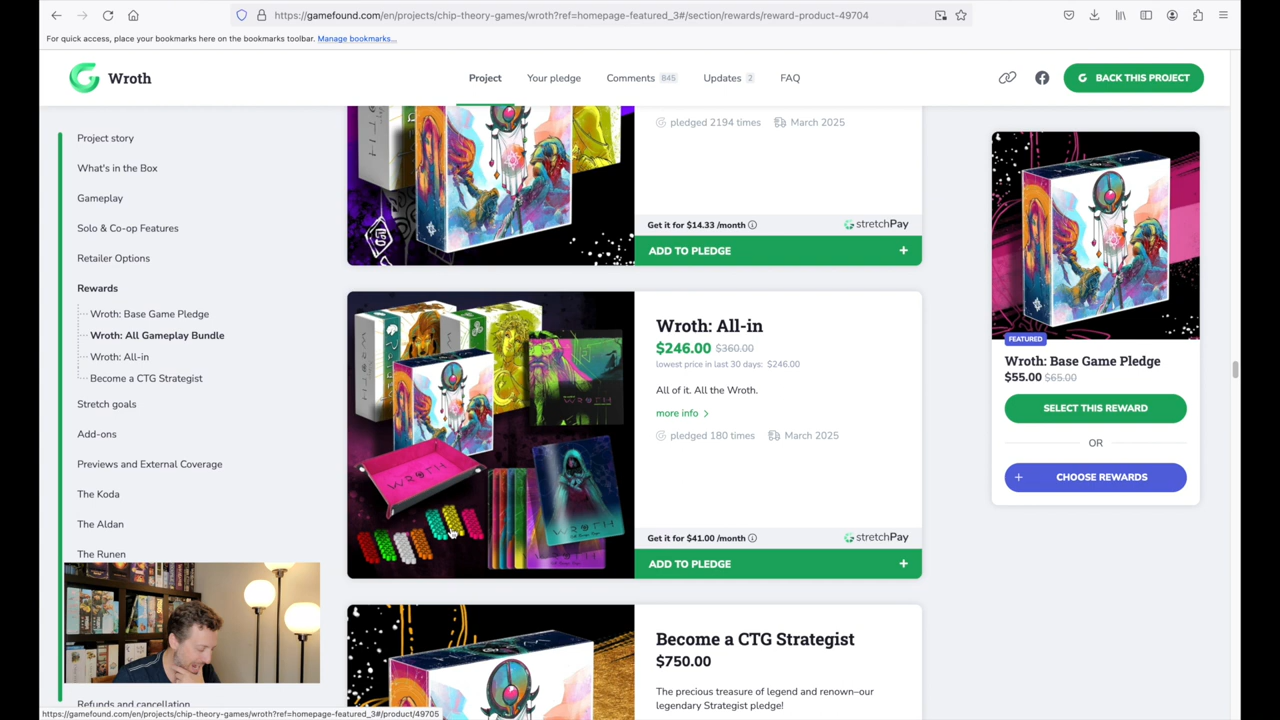 https://gamefound.com/en/projects/chip-theory-games/wroth?ref=homepage-featured_3#/section/rewards/reward-product-49704
For quick access, place your bookmarks here on the bookmarks toolbar. Manage bookmarks...
Wroth
Project
Your pledge
Comments 845
Updates 2
FAQ
BACK THIS PROJECT
Project story
What's in the Box
Gameplay
Solo & Co-op Features
Retailer Options
Rewards
Wroth: Base Game Pledge
Wroth: All Gameplay Bundle
Wroth: All-in
Become a CTG Strategist
Stretch goals
Add-ons
Previews and External Coverage
The Koda
The Aldan
The Runen
Refunds and cancellation
pledged 2194 times March 2025
Get it for $14.33 /month stretchPay
ADD TO PLEDGE +
WROTH
WROTH
WROTH
WROTH
Wroth: All-in
$246.00 $360.00
lowest price in last 30 days: $246.00
All of it. All the Wroth.
more info >
pledged 180 times March 2025
Get it for $41.00 /month stretchPay
ADD TO PLEDGE +
Become a CTG Strategist
$750.00
The precious treasure of legend and renown–our
legendary Strategist pledge!
FEATURED
Wroth: Base Game Pledge
$55.00 $65.00
SELECT THIS REWARD
OR
+ CHOOSE REWARDS
https://gamefound.com/en/projects/chip-theory-games/wroth?ref=homepage-featured_3#/product/49705